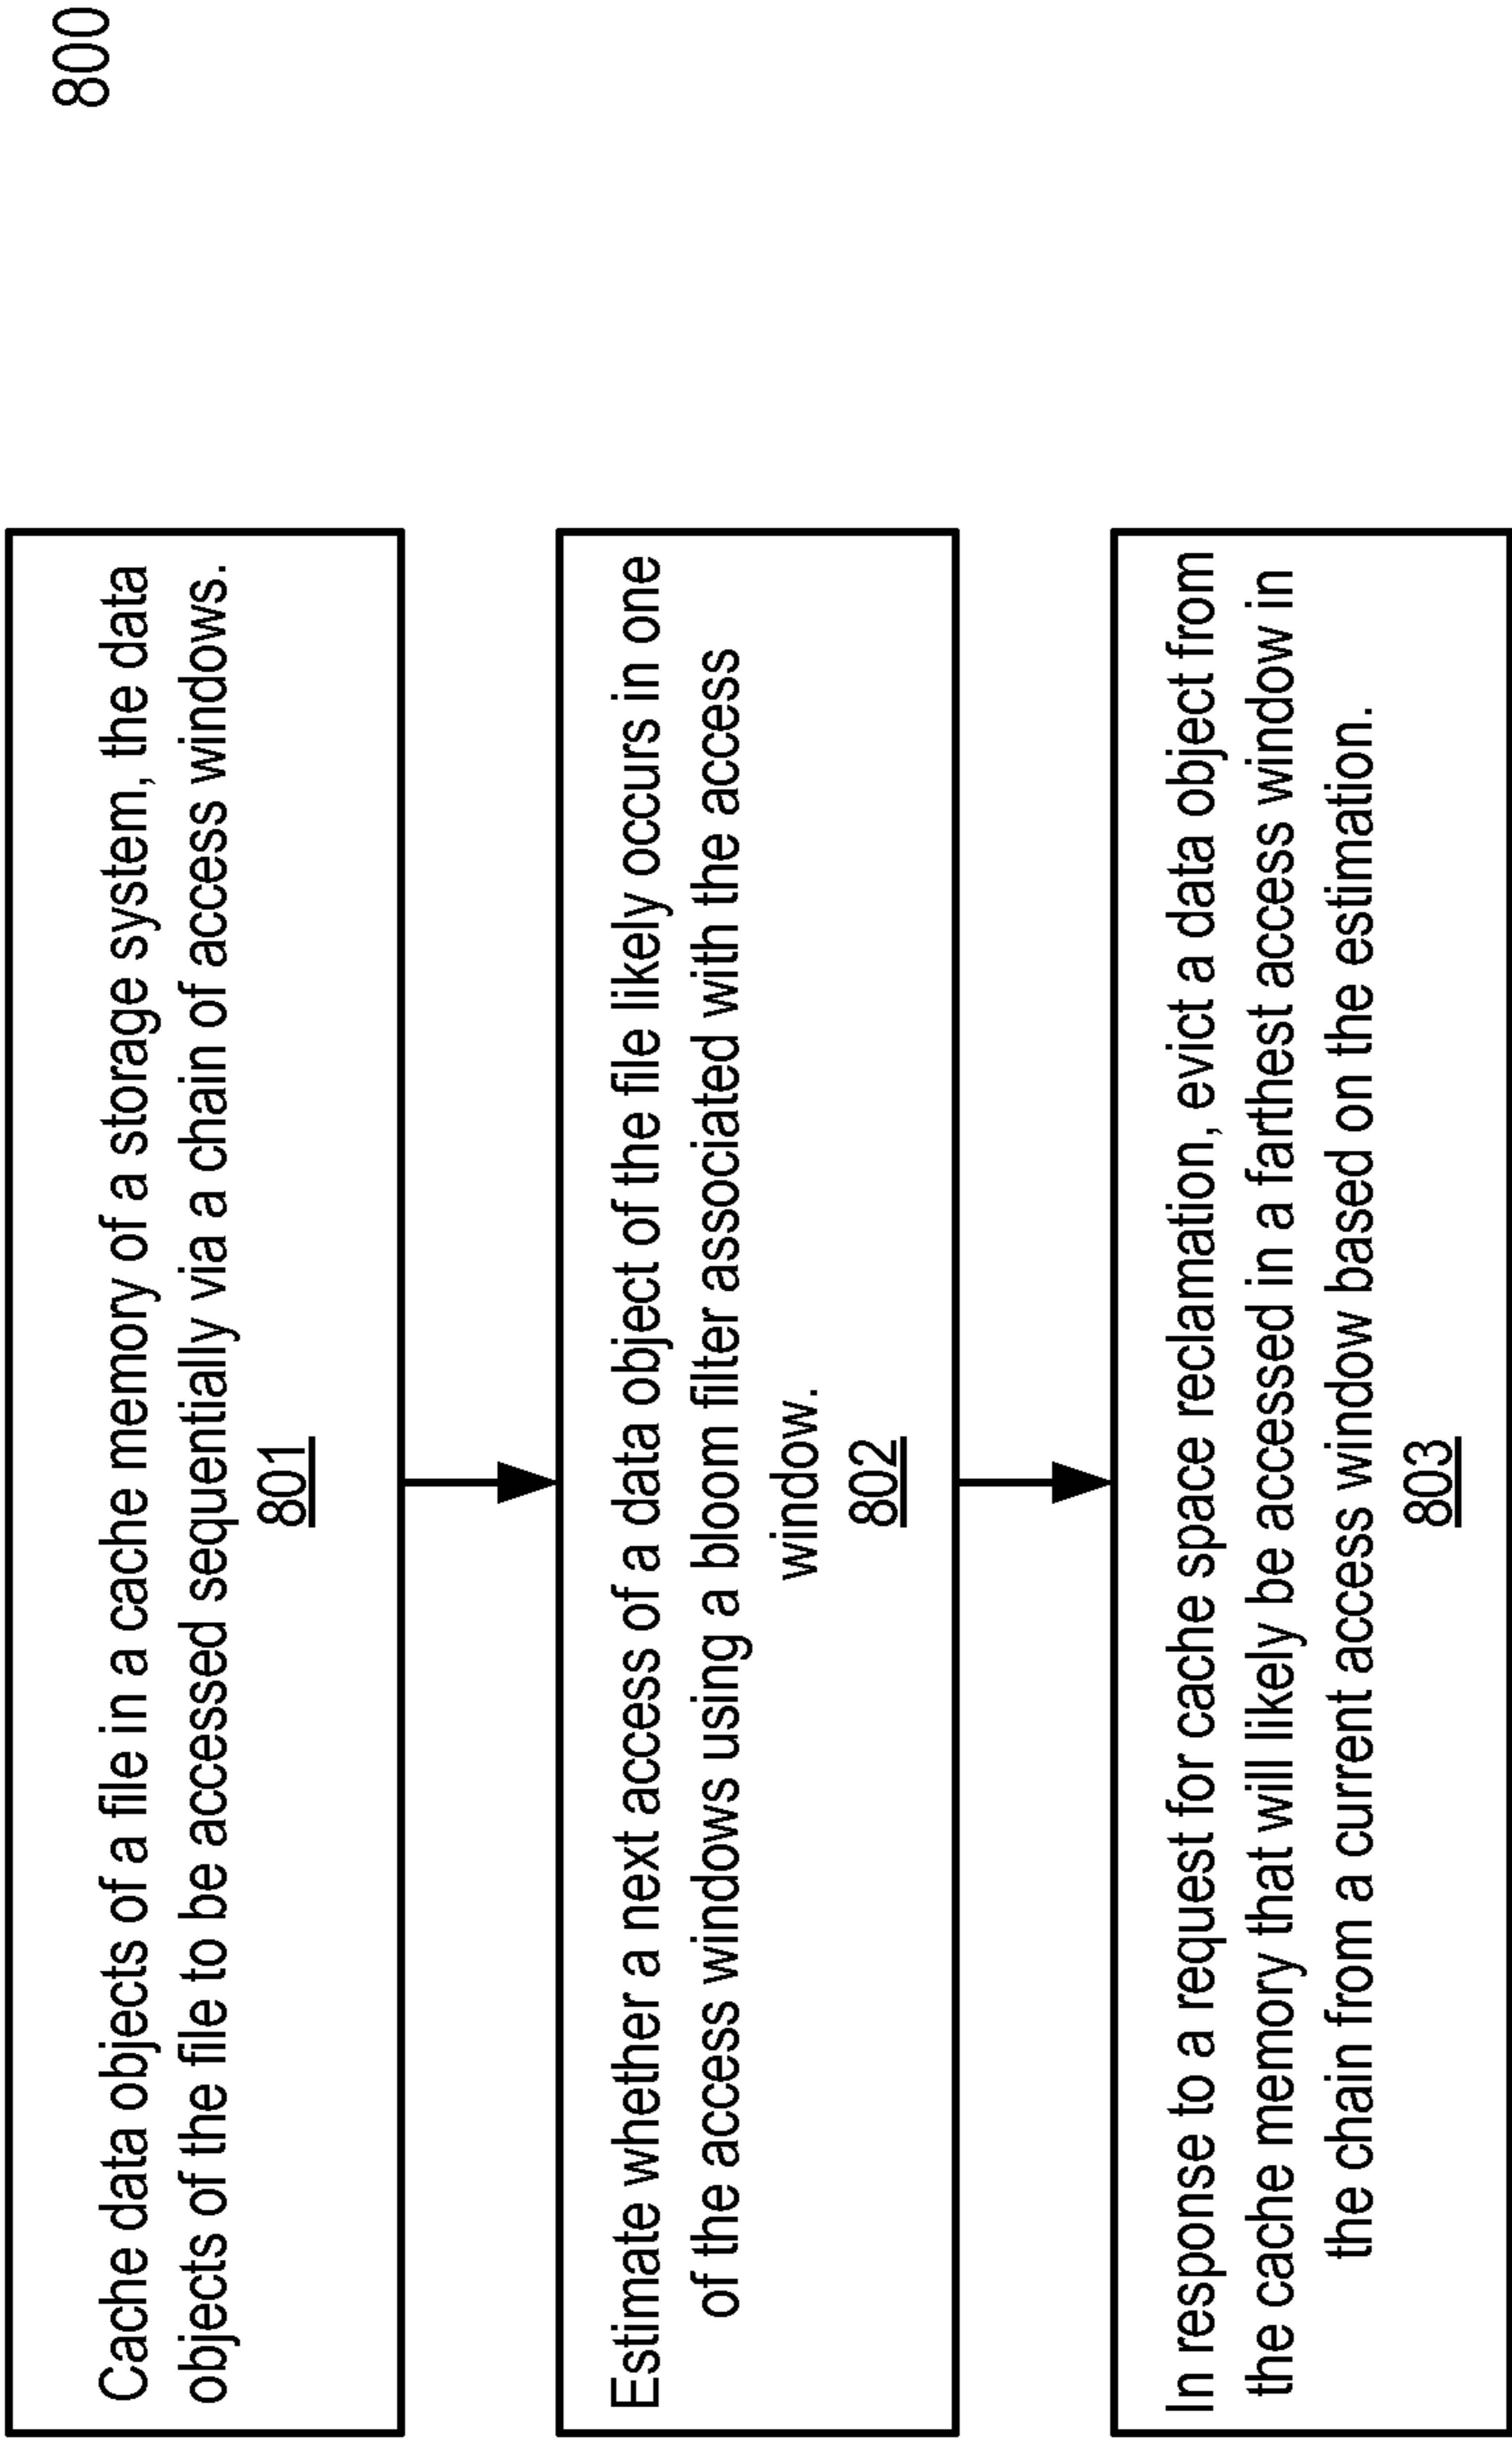 800
Cache data objects of a file in a cache memory of a storage system, the data
objects of the file to be accessed sequentially via a chain of access windows.
801
Estimate whether a next access of a data object of the file likely occurs in one
of the access windows using a bloom filter associated with the access
window.
802
In response to a request for cache space reclamation, evict a data object from
the cache memory that will likely be accessed in a farthest access window in
the chain from a current access window based on the estimation.
803